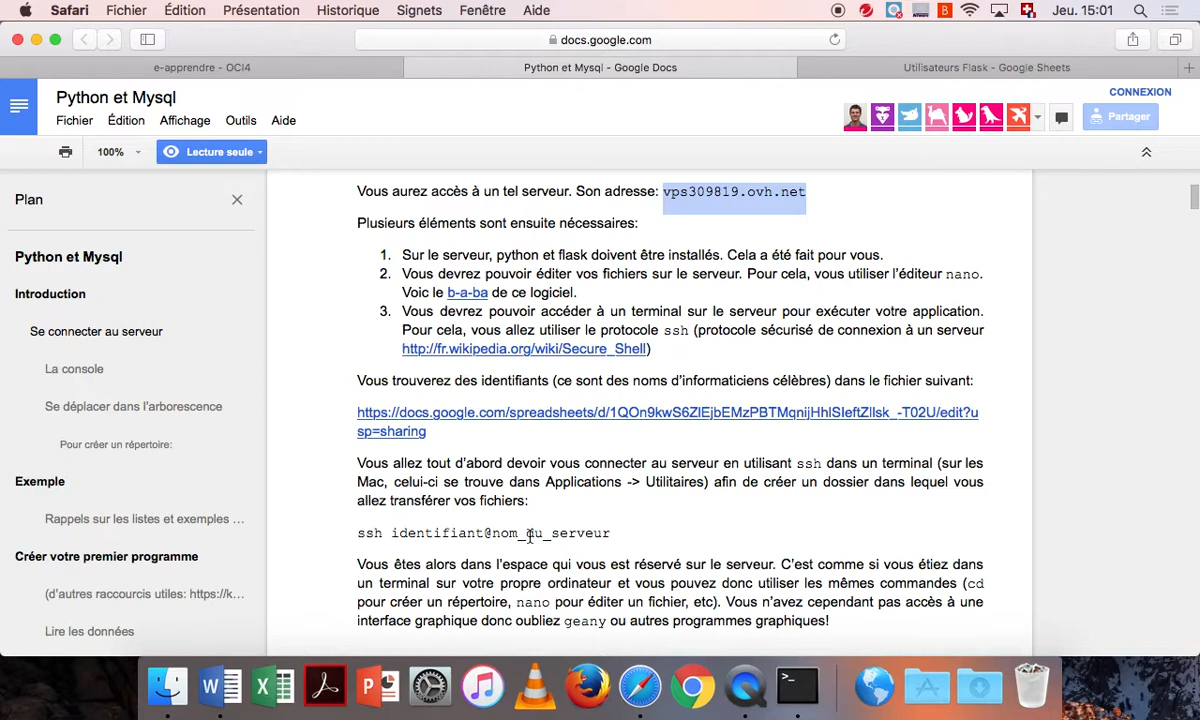 Safari Fichier Édition Présentation Historique Signets Fenêtre Aide Jeu. 15:01
docs.google.com
e-apprendre - OCI4 Python et Mysql - Google Docs Utilisateurs Flask - Google Sheets
CONNEXION
Python et Mysql
Fichier Édition Affichage Outils Aide
Partager
100% Lecture seule
Plan
Python et Mysql
Introduction
Se connecter au serveur
La console
Se déplacer dans l'arborescence
Pour créer un répertoire:
Exemple
Rappels sur les listes et exemples ...
Créer votre premier programme
(d'autres raccourcis utiles: https://k...
Lire les données
Vous aurez accès à un tel serveur. Son adresse: vps309819.ovh.net
Plusieurs éléments sont ensuite nécessaires:
1. Sur le serveur, python et flask doivent être installés. Cela a été fait pour vous.
2. Vous devrez pouvoir éditer vos fichiers sur le serveur. Pour cela, vous utiliser l'éditeur nano.
Voic le b-a-ba de ce logiciel.
3. Vous devrez pouvoir accéder à un terminal sur le serveur pour exécuter votre application.
Pour cela, vous allez utiliser le protocole ssh (protocole sécurisé de connexion à un serveur
http://fr.wikipedia.org/wiki/Secure_Shell)
Vous trouverez des identifiants (ce sont des noms d'informaticiens célèbres) dans le fichier suivant:
https://docs.google.com/spreadsheets/d/1QOn9kwS6ZlEjbEMzPBTMqnijHhlSIeftZlIsk_-T02U/edit?u
sp=sharing
Vous allez tout d'abord devoir vous connecter au serveur en utilisant ssh dans un terminal (sur les
Mac, celui-ci se trouve dans Applications -> Utilitaires) afin de créer un dossier dans lequel vous
allez transférer vos fichiers:
ssh identifiant@nom_du_serveur
Vous êtes alors dans l'espace qui vous est réservé sur le serveur. C'est comme si vous étiez dans
un terminal sur votre propre ordinateur et vous pouvez donc utiliser les mêmes commandes (cd
pour créer un répertoire, nano pour éditer un fichier, etc). Vous n'avez cependant pas accès à une
interface graphique donc oubliez geany ou autres programmes graphiques!